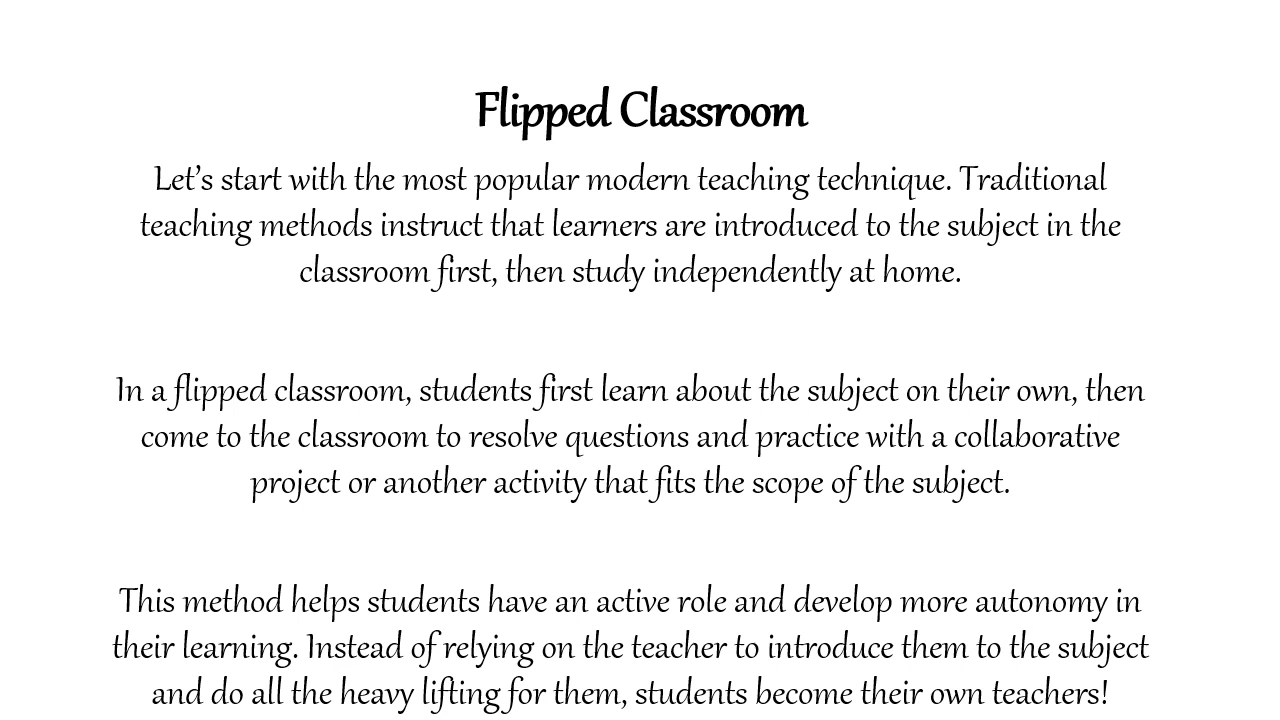 Flipped Classroom
Let’s start with the most popular modern teaching technique. Traditional
teaching methods instruct that learners are introduced to the subject in the
classroom first, then study independently at home.
In a flipped classroom, students first learn about the subject on their own, then
come to the classroom to resolve questions and practice with a collaborative
project or another activity that fits the scope of the subject.
This method helps students have an active role and develop more autonomy in
their learning. Instead of relying on the teacher to introduce them to the subject
and do all the heavy lifting for them, students become their own teachers!